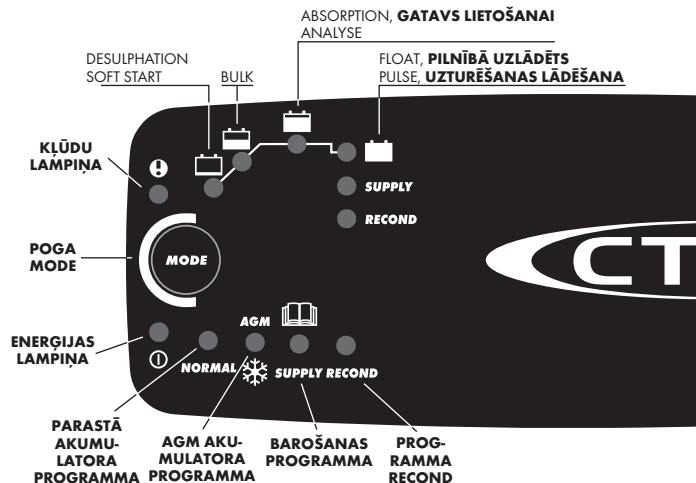 ABSORPTION, GATAVS LIETOŠANAI
ANALYSE
DESULPHATION
SOFT START
BULK
FLOAT, PILNĪBĀ UZLĀDĒTS
PULSE, UZTURĒŠANAS LĀDĒŠANA
KĻŪDU
LAMPIŅA
SUPPLY
RECOND
POGA
MODE
MODE
CT
ENERĢIJAS
LAMPIŅA
AGM
NORMAL
SUPPLY RECOND
PARASTĀ
AKUMU-
LATORA
PROGRAMMA
AGM AKU-
MULATORA
PROGRAMMA
BAROŠANAS
PROGRAMMA
PROG-
RAMMA
RECOND